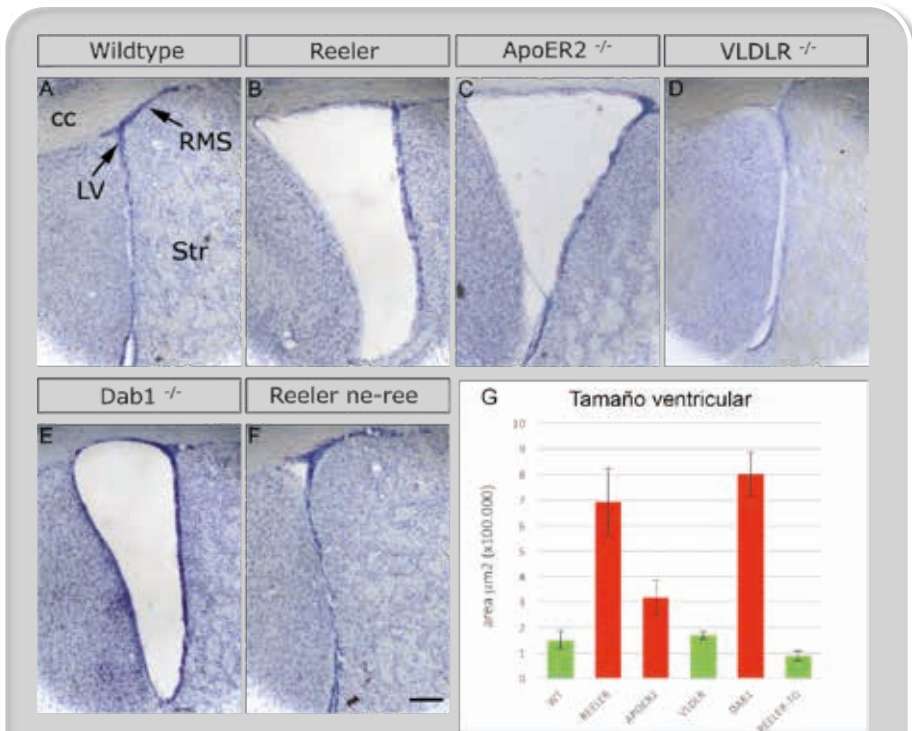 Wildtype
Reeler
ApoER2 -/-
VLDLR -/-
A
cc
RMS
LV
Str
B
C
D
Dab1 -/-
Reeler ne-ree
E
F
G
Tamaño ventricular
area µm2 (x100.000)
10
9
8
7
6
5
4
3
2
1
0
WT
REELER
APOER2
VLDLR
DAB1
REELER-TG